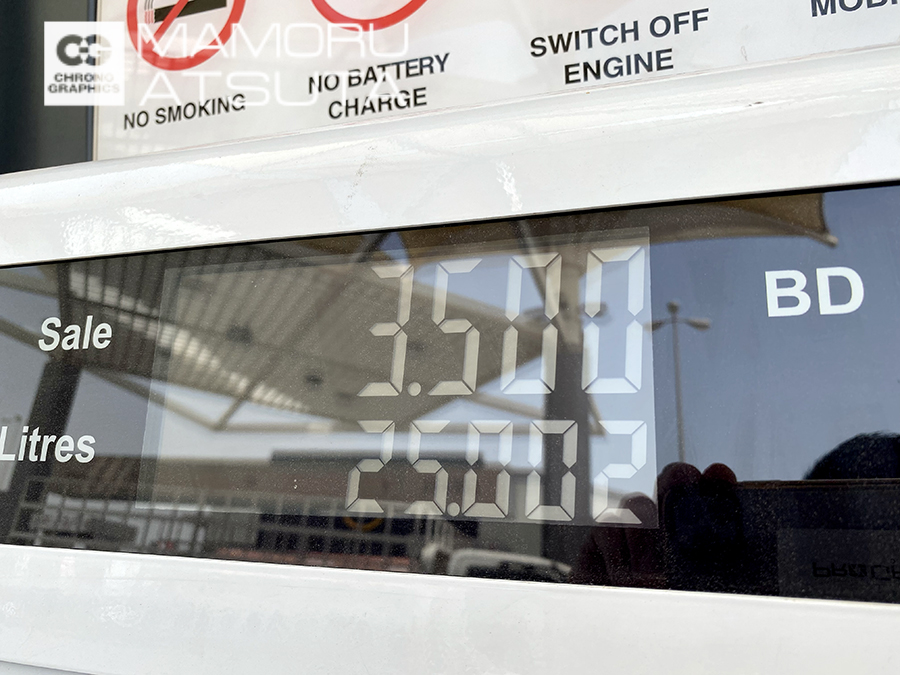 CHRONO
GRAPHICS
MAMORU
ATSUTA
NO SMOKING
NO BATTERY
CHARGE
SWITCH OFF
ENGINE
Sale
3.500
BD
Litres
25.002